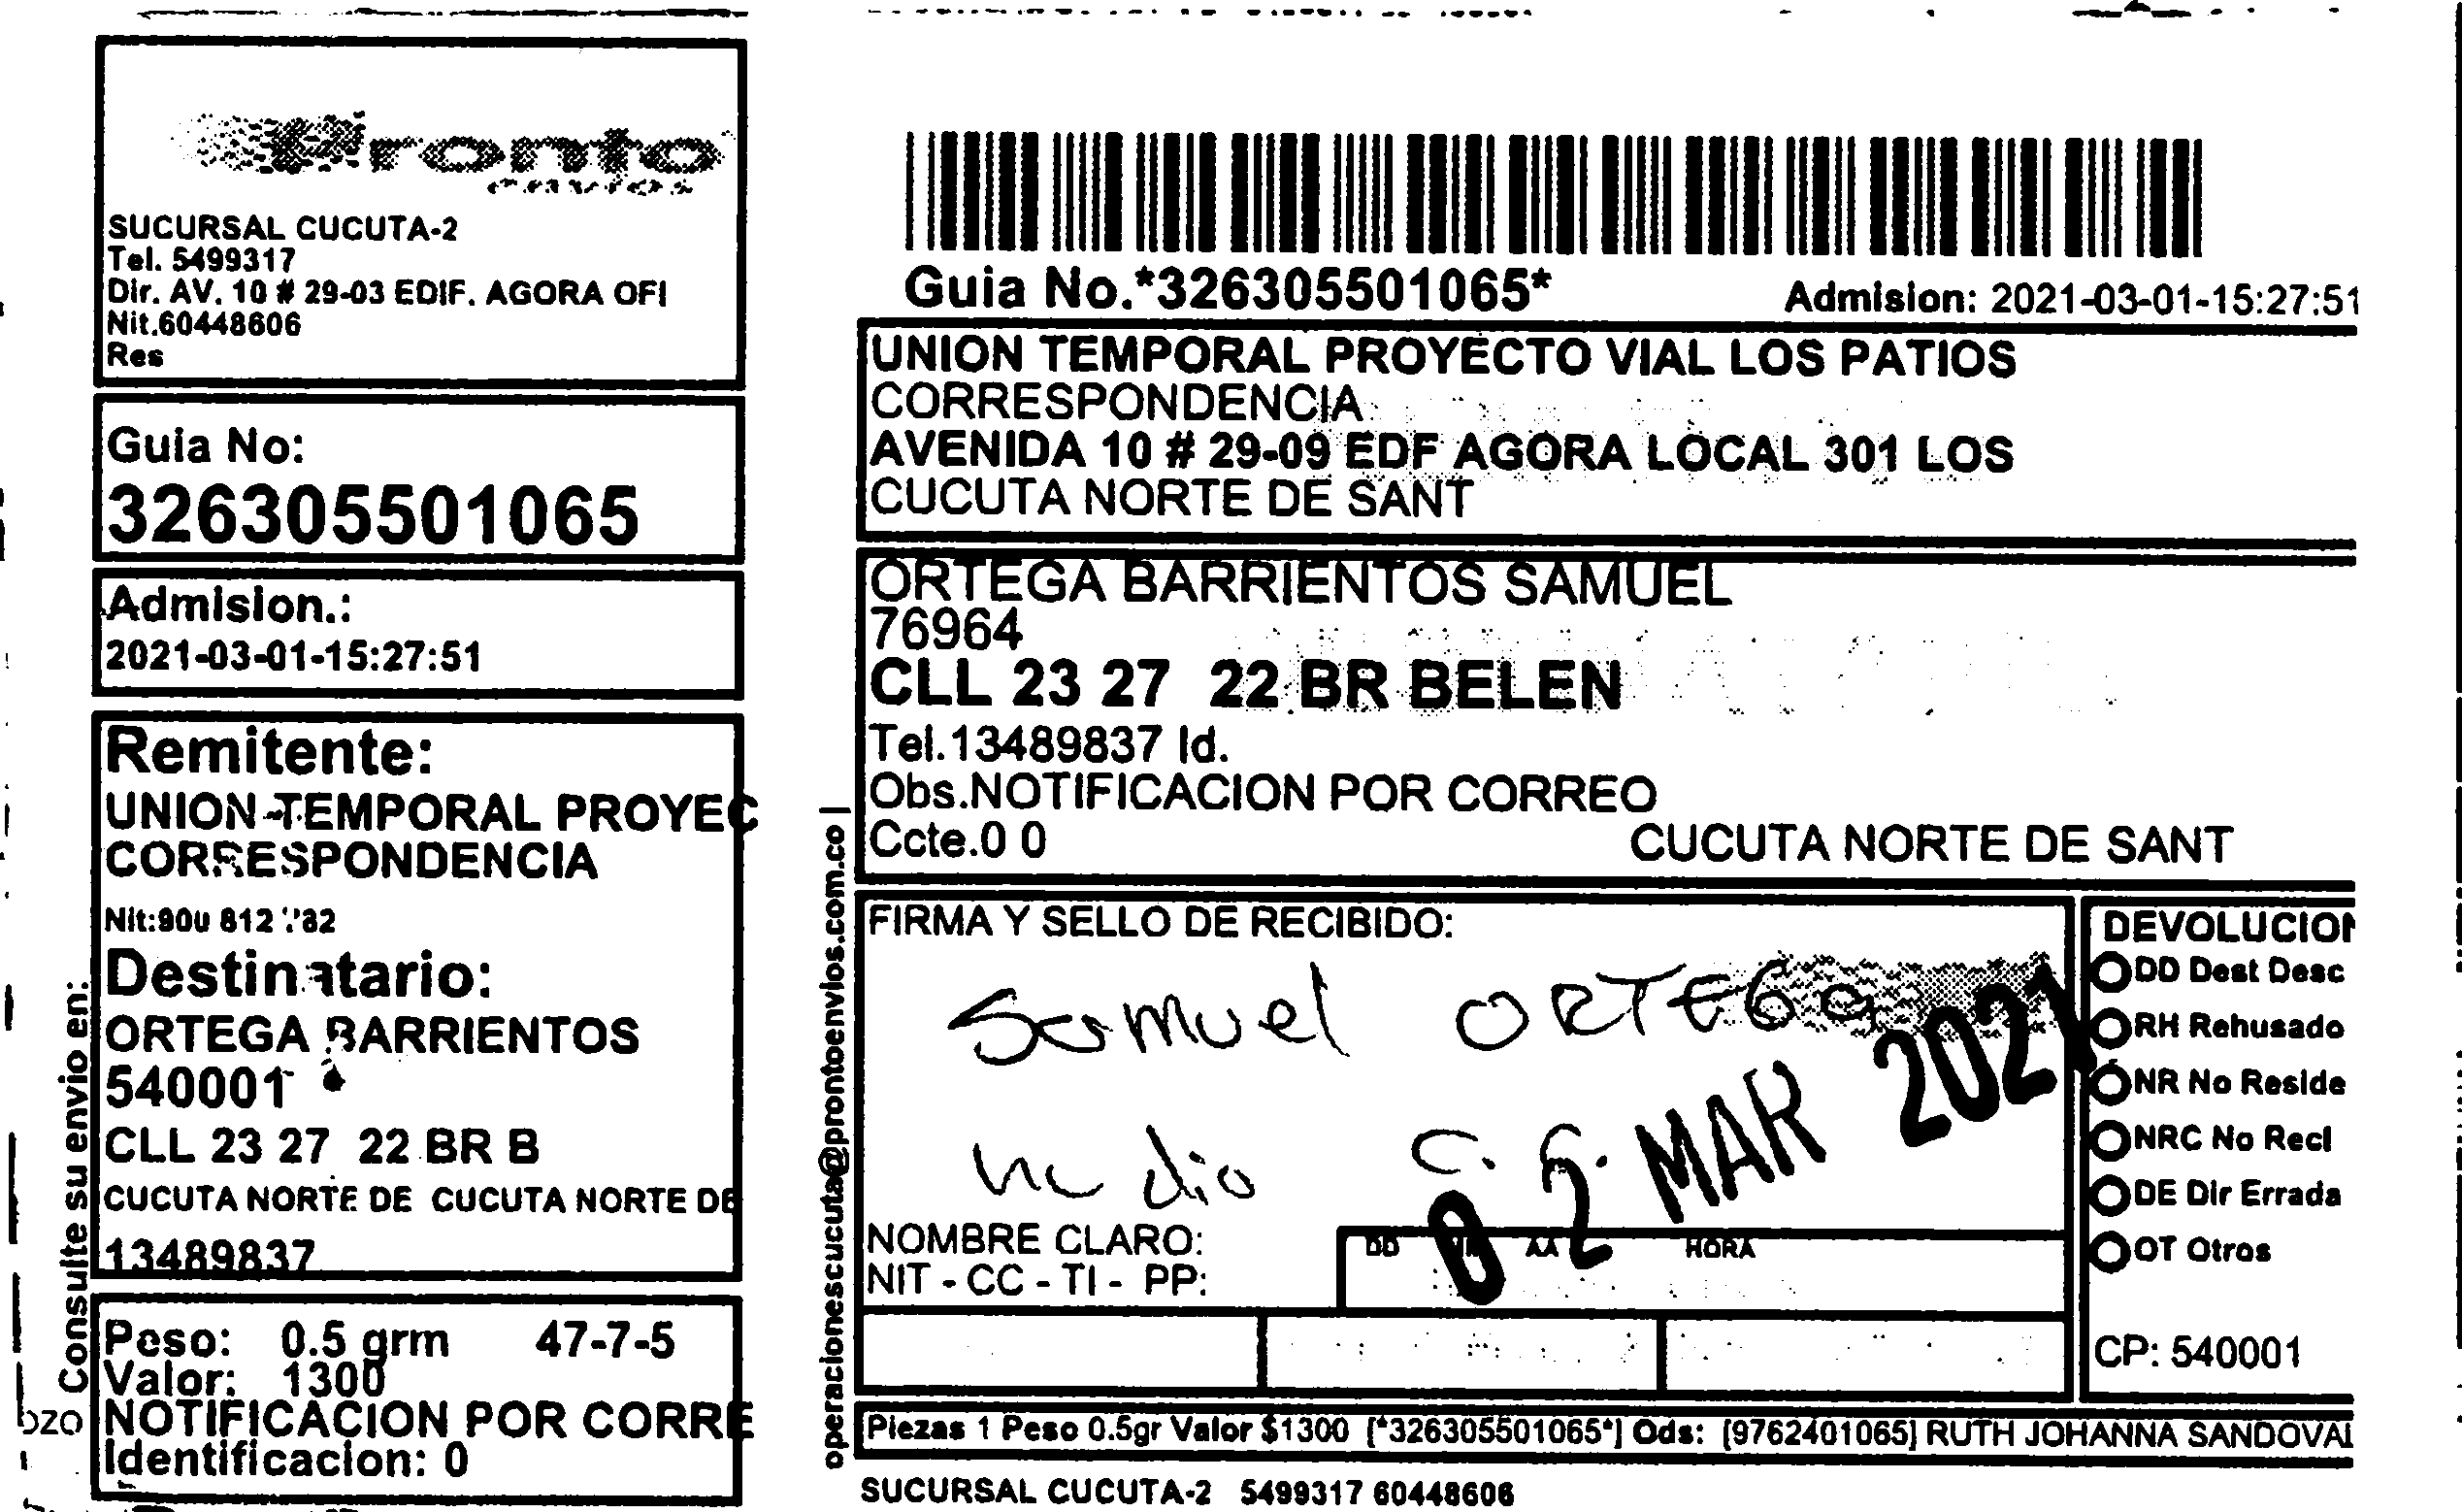 Pronto
envios
SUCURSAL CUCUTA-2
Tel. 5499317
Dir. AV. 10 # 29-03 EDIF. AGORA OFI
Nit.60448606
Res
Guia No:
326305501065
Admision.:
2021-03-01-15:27:51
Remitente:
UNION TEMPORAL PROYEC
CORRESPONDENCIA
Nit:900 812
Destinatario:
ORTEGA BARRIENTOS
540001
CLL 23 27 22 BR B
CUCUTA NORTE DE CUCUTA NORTE DE
13489837
Peso: 0.5 grm 47-7-5
Valor: 1300
NOTIFICACION POR CORRE
Identificacion: 0
Consulte su envio en:
operacionescucuta@prontoenvios.com.co |
Guia No.*326305501065*
Admision: 2021-03-01-15:27:51
UNION TEMPORAL PROYECTO VIAL LOS PATIOS
CORRESPONDENCIA
AVENIDA 10 # 29-09 EDF AGORA LOCAL 301 LOS
CUCUTA NORTE DE SANT
ORTEGA BARRIENTOS SAMUEL
76964
CLL 23 27 22 BR BELEN
Tel.13489837 Id.
Obs.NOTIFICACION POR CORREO
Ccte.0 0
CUCUTA NORTE DE SANT
FIRMA Y SELLO DE RECIBIDO:
Samuel ORTEGA
no dio C.C.
02 MAR 2021
NOMBRE CLARO:
NIT - CC - TI - PP:
DD AA HORA
DEVOLUCION
DD Dest Desc
RH Rehusado
NR No Reside
NRC No Recl
DE Dir Errada
OT Otros
CP: 540001
Piezas 1 Peso 0.5gr Valor $1300 [*326305501065*] Ods: [9762401065] RUTH JOHANNA SANDOVAL
SUCURSAL CUCUTA-2 5499317 60448606